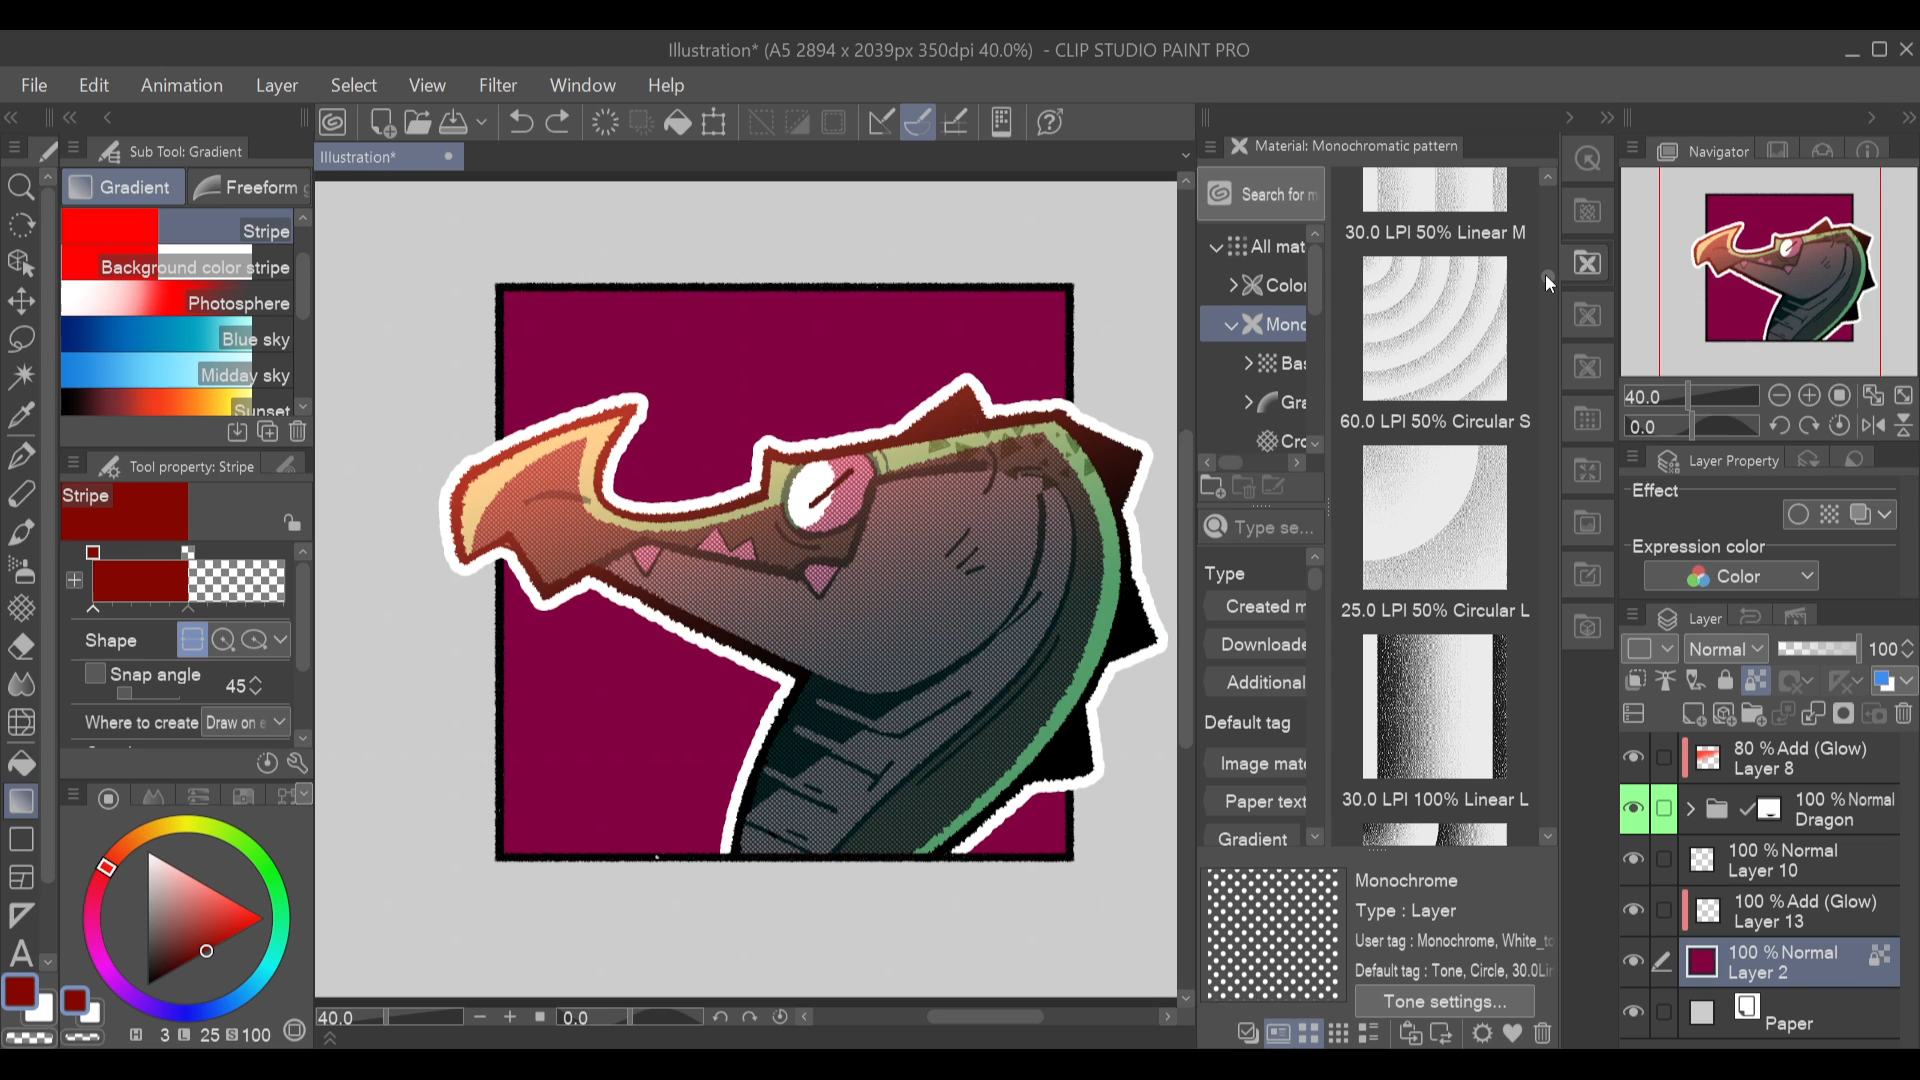 Illustration* (A5 2894 x 2039px 350dpi 40.0%)  - CLIP STUDIO PAINT PRO
File Edit Animation Layer Select View Filter Window Help
Sub Tool: Gradient
Gradient Freeform
Stripe
Background color stripe
Photosphere
Blue sky
Midday sky
Sunset
Tool property: Stripe
Stripe
Shape
Snap angle
45
Where to create Draw on e
A
H 3 L 25 S 100
Illustration*
40.0
0.0
Material: Monochromatic pattern
Search for m
All mat
Color
Mono
Bas
Gra
Type se...
Type
Created m
Downloade
Additional
Default tag
Image mate
Paper text
Gradient
30.0 LPI 50% Linear M
60.0 LPI 50% Circular S
25.0 LPI 50% Circular L
30.0 LPI 100% Linear L
Monochrome
Type : Layer
User tag : Monochrome, White_to
Default tag : Tone, Circle, 30.0Li
Tone settings...
Navigator
40.0
0.0
Layer Property
Effect
Expression color
Color
Layer
Normal
100
80 % Add (Glow)
Layer 8
100 % Normal
Dragon
100 % Normal
Layer 10
100 % Add (Glow)
Layer 13
100 % Normal
Layer 2
Paper